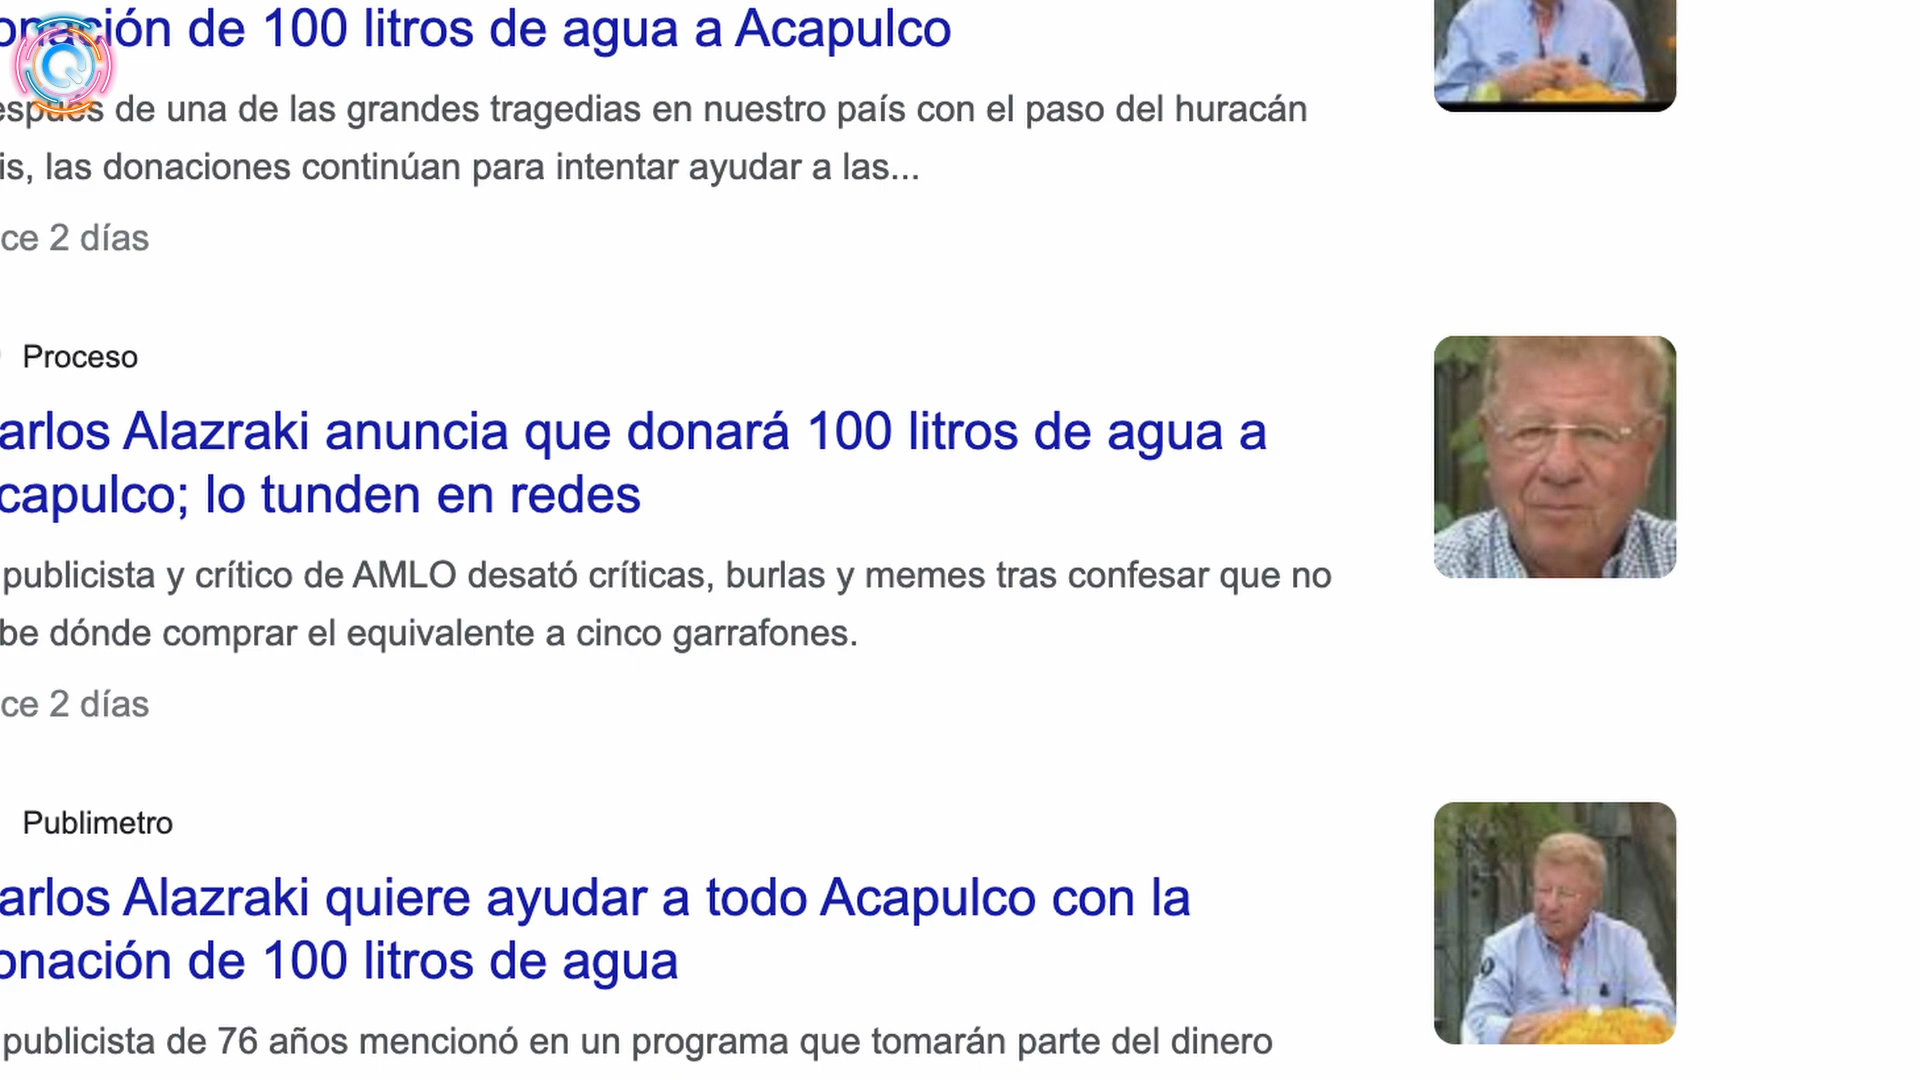 onación de 100 litros de agua a Acapulco
espués de una de las grandes tragedias en nuestro país con el paso del huracán
is, las donaciones continúan para intentar ayudar a las...
ce 2 días
Proceso
arlos Alazraki anuncia que donará 100 litros de agua a
capulco; lo tunden en redes
publicista y crítico de AMLO desató críticas, burlas y memes tras confesar que no
be dónde comprar el equivalente a cinco garrafones.
ce 2 días
Publimetro
arlos Alazraki quiere ayudar a todo Acapulco con la
onación de 100 litros de agua
publicista de 76 años mencionó en un programa que tomarán parte del dinero